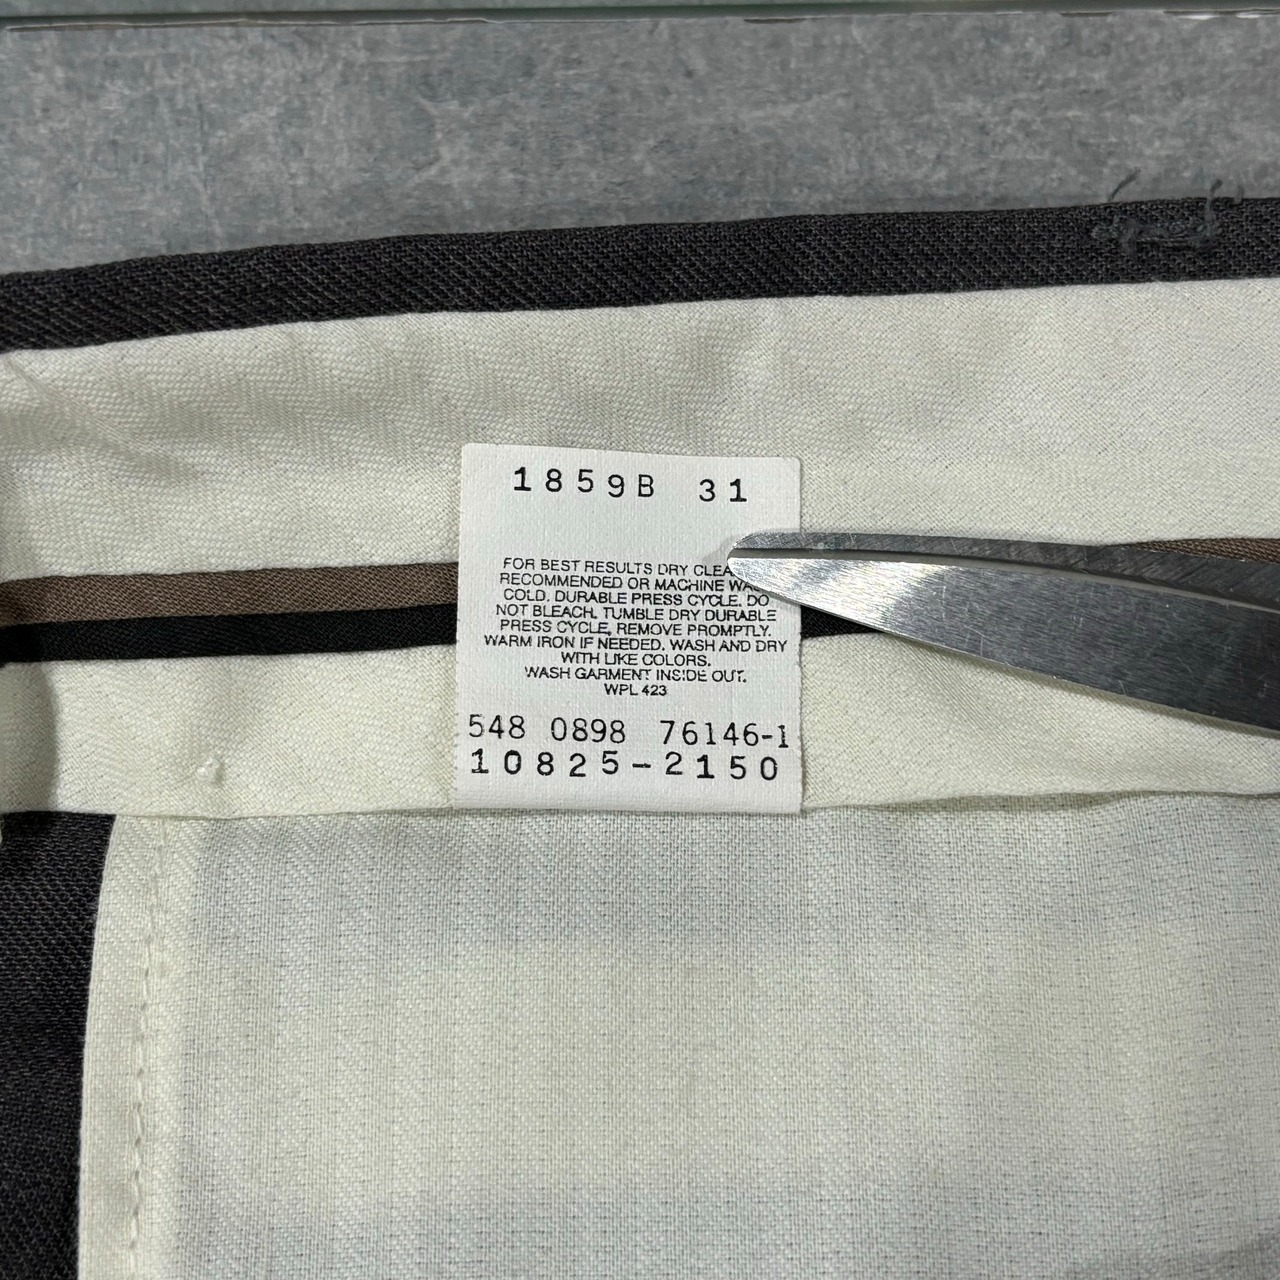 1859B 31
FOR BEST RESULTS DRY
RECOMMENDED OR MACHINE
COLD. DURABLE PRESS CYCLE. DO
NOT BLEACH. TUMBLE DRY DURABLE
PRESS CYCLE, REMOVE PROMPTLY.
WARM IRON IF NEEDED. WASH AND DRY
WITH LIKE COLORS.
WASH GARMENT INSIDE OUT.
WPL 423
548 0898 76146-1
10825-2150